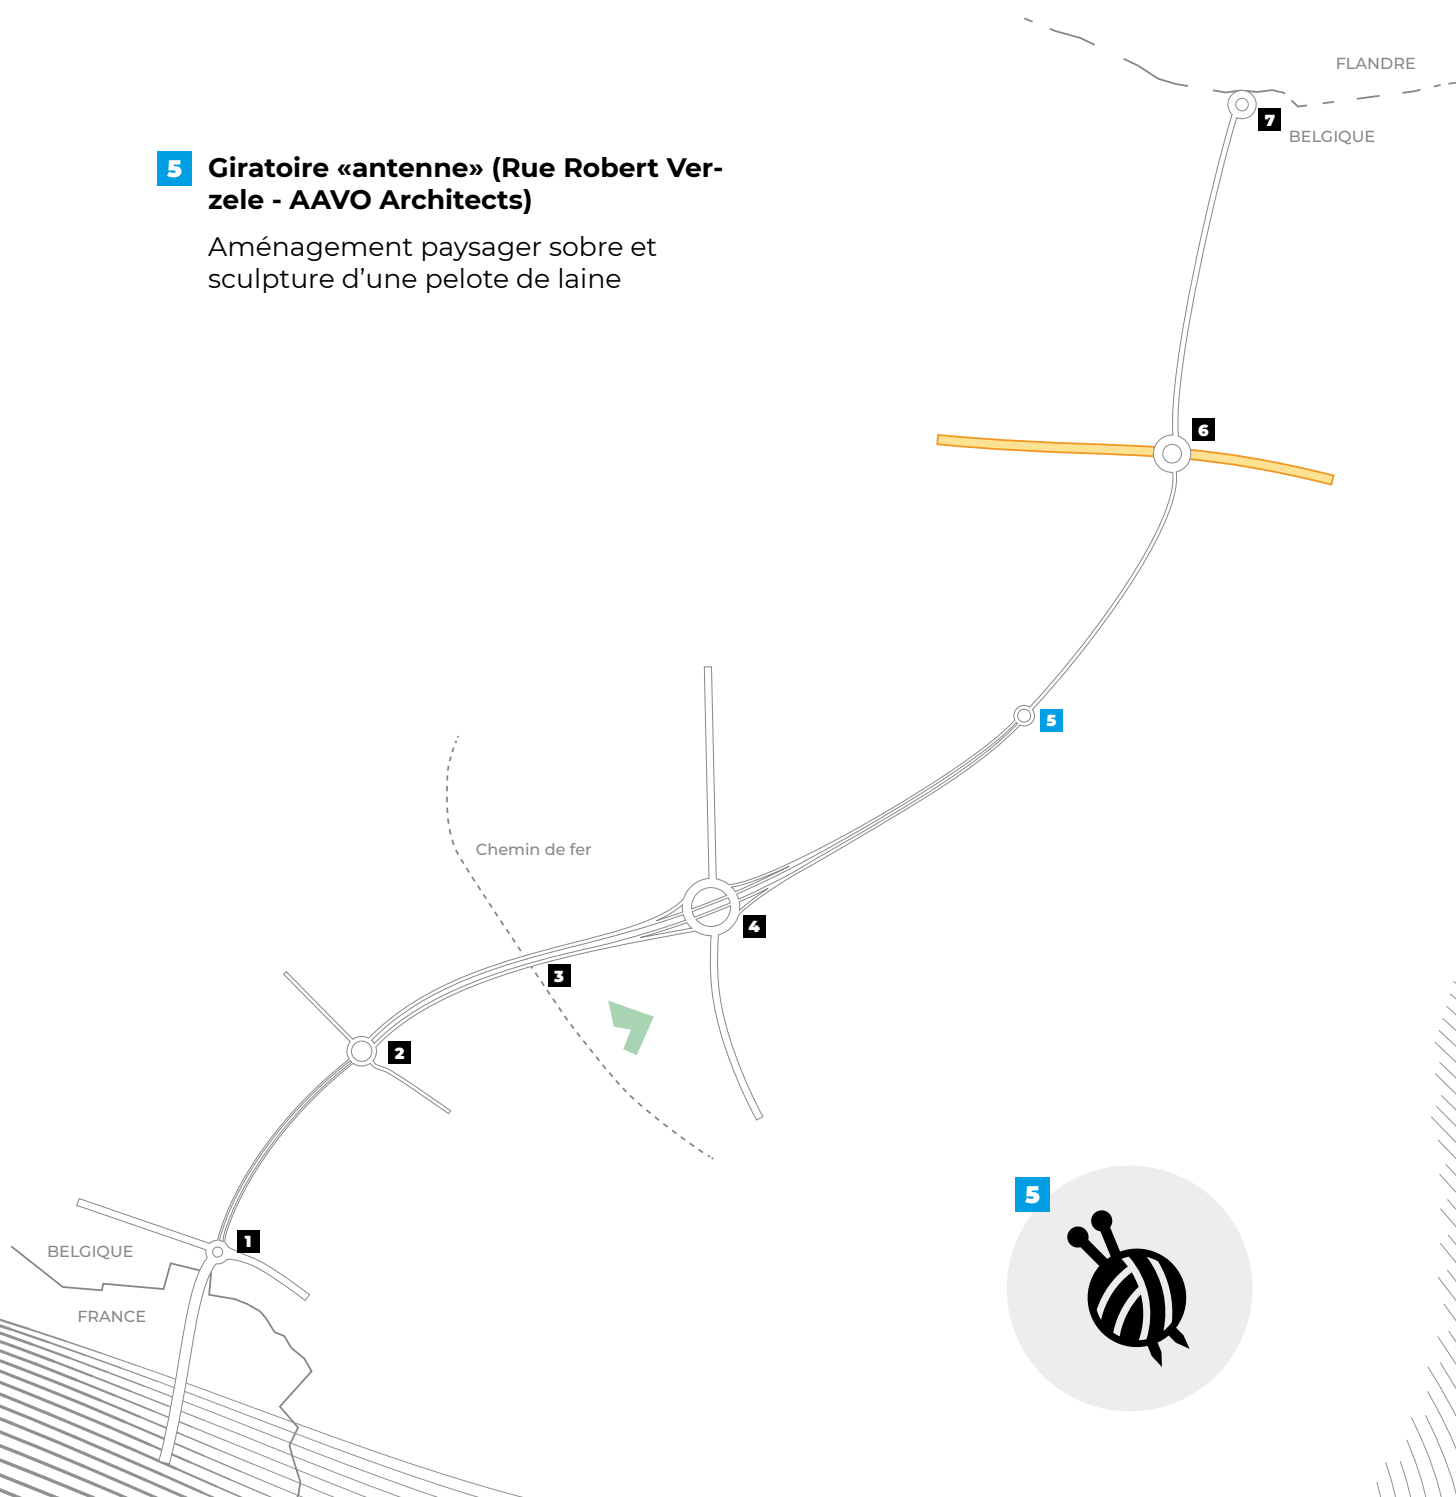 FLANDRE
7
BELGIQUE
5 Giratoire «antenne» (Rue Robert Ver-
zele - AAVO Architects)
Aménagement paysager sobre et
sculpture d’une pelote de laine
6
5
Chemin de fer
4
3
2
1
BELGIQUE
FRANCE
5